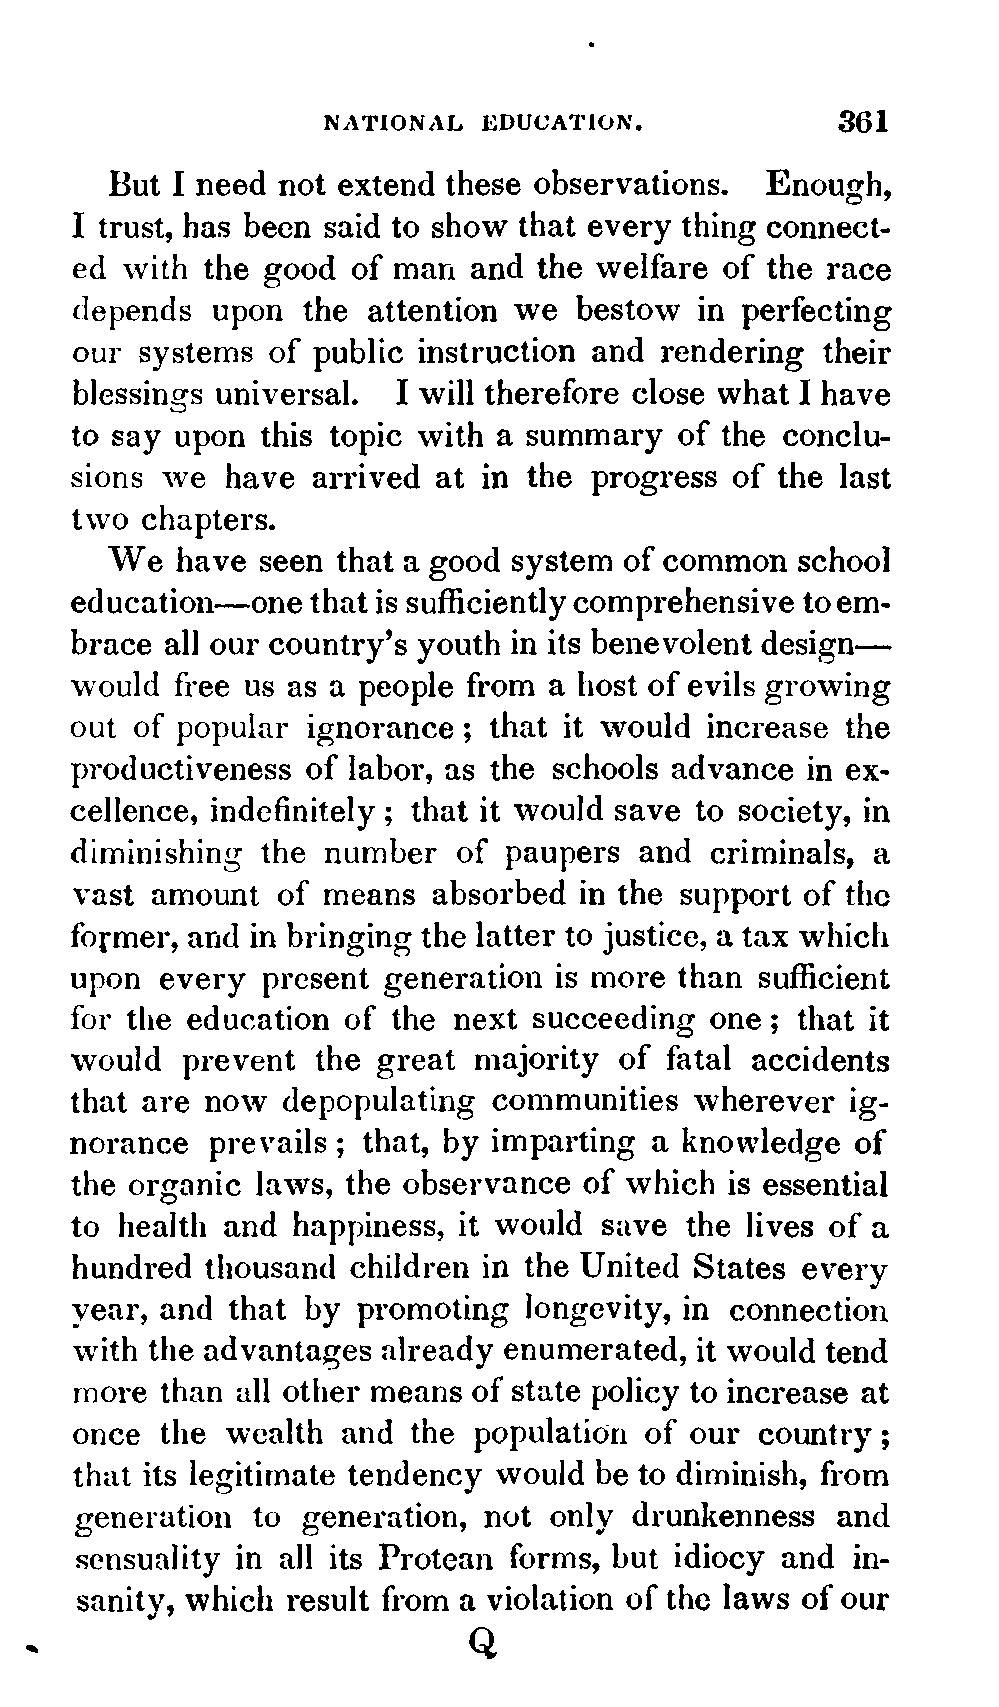 NATIONAL EDUCATION. 361
But I need not extend these observations. Enough,
I trust, has been said to show that every thing connect-
ed with the good of man and the welfare of the race
depends upon the attention we bestow in perfecting
our systems of public instruction and rendering their
blessings universal. I will therefore close what I have
to say upon this topic with a summary of the conclu-
sions we have arrived at in the progress of the last
two chapters.
We have seen that a good system of common school
education—one that is sufficiently comprehensive to em-
brace all our country's youth in its benevolent design—
would free us as a people from a host of evils growing
out of popular ignorance; that it would increase the
productiveness of labor, as the schools advance in ex-
cellence, indefinitely; that it would save to society, in
diminishing the number of paupers and criminals, a
vast amount of means absorbed in the support of the
former, and in bringing the latter to justice, a tax which
upon every present generation is more than sufficient
for the education of the next succeeding one; that it
would prevent the great majority of fatal accidents
that are now depopulating communities wherever ig-
norance prevails; that, by imparting a knowledge of
the organic laws, the observance of which is essential
to health and happiness, it would save the lives of a
hundred thousand children in the United States every
year, and that by promoting longevity, in connection
with the advantages already enumerated, it would tend
more than all other means of state policy to increase at
once the wealth and the population of our country;
that its legitimate tendency would be to diminish, from
generation to generation, not only drunkenness and
sensuality in all its Protean forms, but idiocy and in-
sanity, which result from a violation of the laws of our
Q